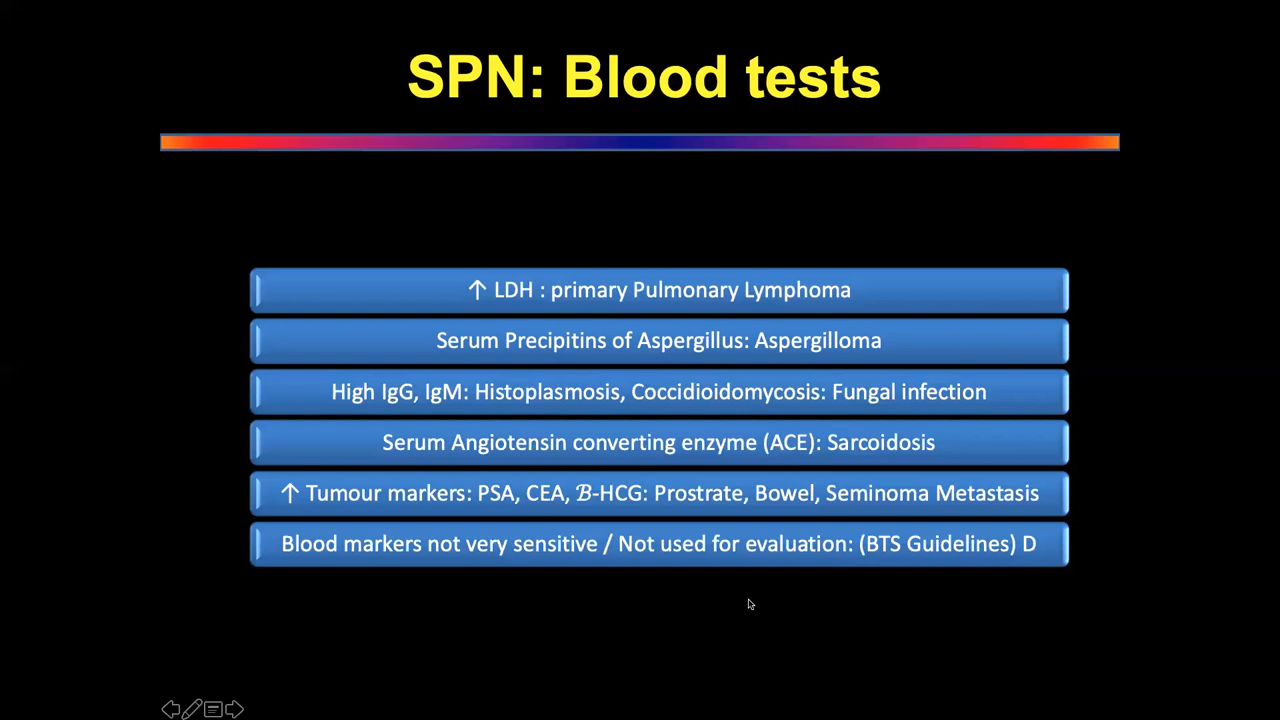 SPN: Blood tests
↑ LDH : primary Pulmonary Lymphoma
Serum Precipitins of Aspergillus: Aspergilloma
High IgG, IgM: Histoplasmosis, Coccidioidomycosis: Fungal infection
Serum Angiotensin converting enzyme (ACE): Sarcoidosis
↑ Tumour markers: PSA, CEA, ℬ-HCG: Prostrate, Bowel, Seminoma Metastasis
Blood markers not very sensitive / Not used for evaluation: (BTS Guidelines) D